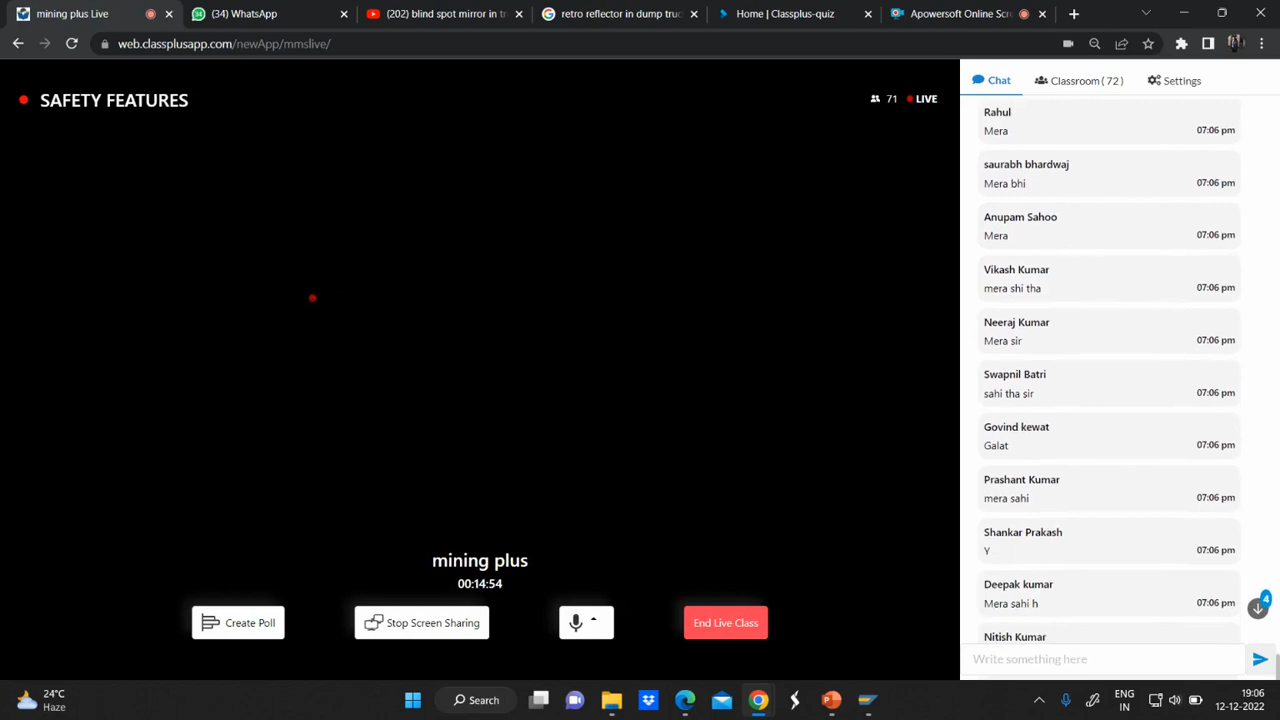 mining plus Live
(34) WhatsApp
(202) blind spot mirror in tr
retro reflector in dump truc
Home | Classplus-quiz
Apowersoft Online Scre
web.classplusapp.com/newApp/mmslive/
SAFETY FEATURES
71 LIVE
Chat
Classroom ( 72 )
Settings
Rahul
Mera 07:06 pm
saurabh bhardwaj
Mera bhi 07:06 pm
Anupam Sahoo
Mera 07:06 pm
Vikash Kumar
mera shi tha 07:06 pm
Neeraj Kumar
Mera sir 07:06 pm
Swapnil Batri
sahi tha sir 07:06 pm
Govind kewat
Galat 07:06 pm
Prashant Kumar
mera sahi 07:06 pm
Shankar Prakash
Y 07:06 pm
Deepak kumar
Mera sahi h 07:06 pm
4
Nitish Kumar
Write something here
mining plus
00:14:54
Create Poll
Stop Screen Sharing
End Live Class
24°C
Haze
Search
ENG
IN
19:06
12-12-2022